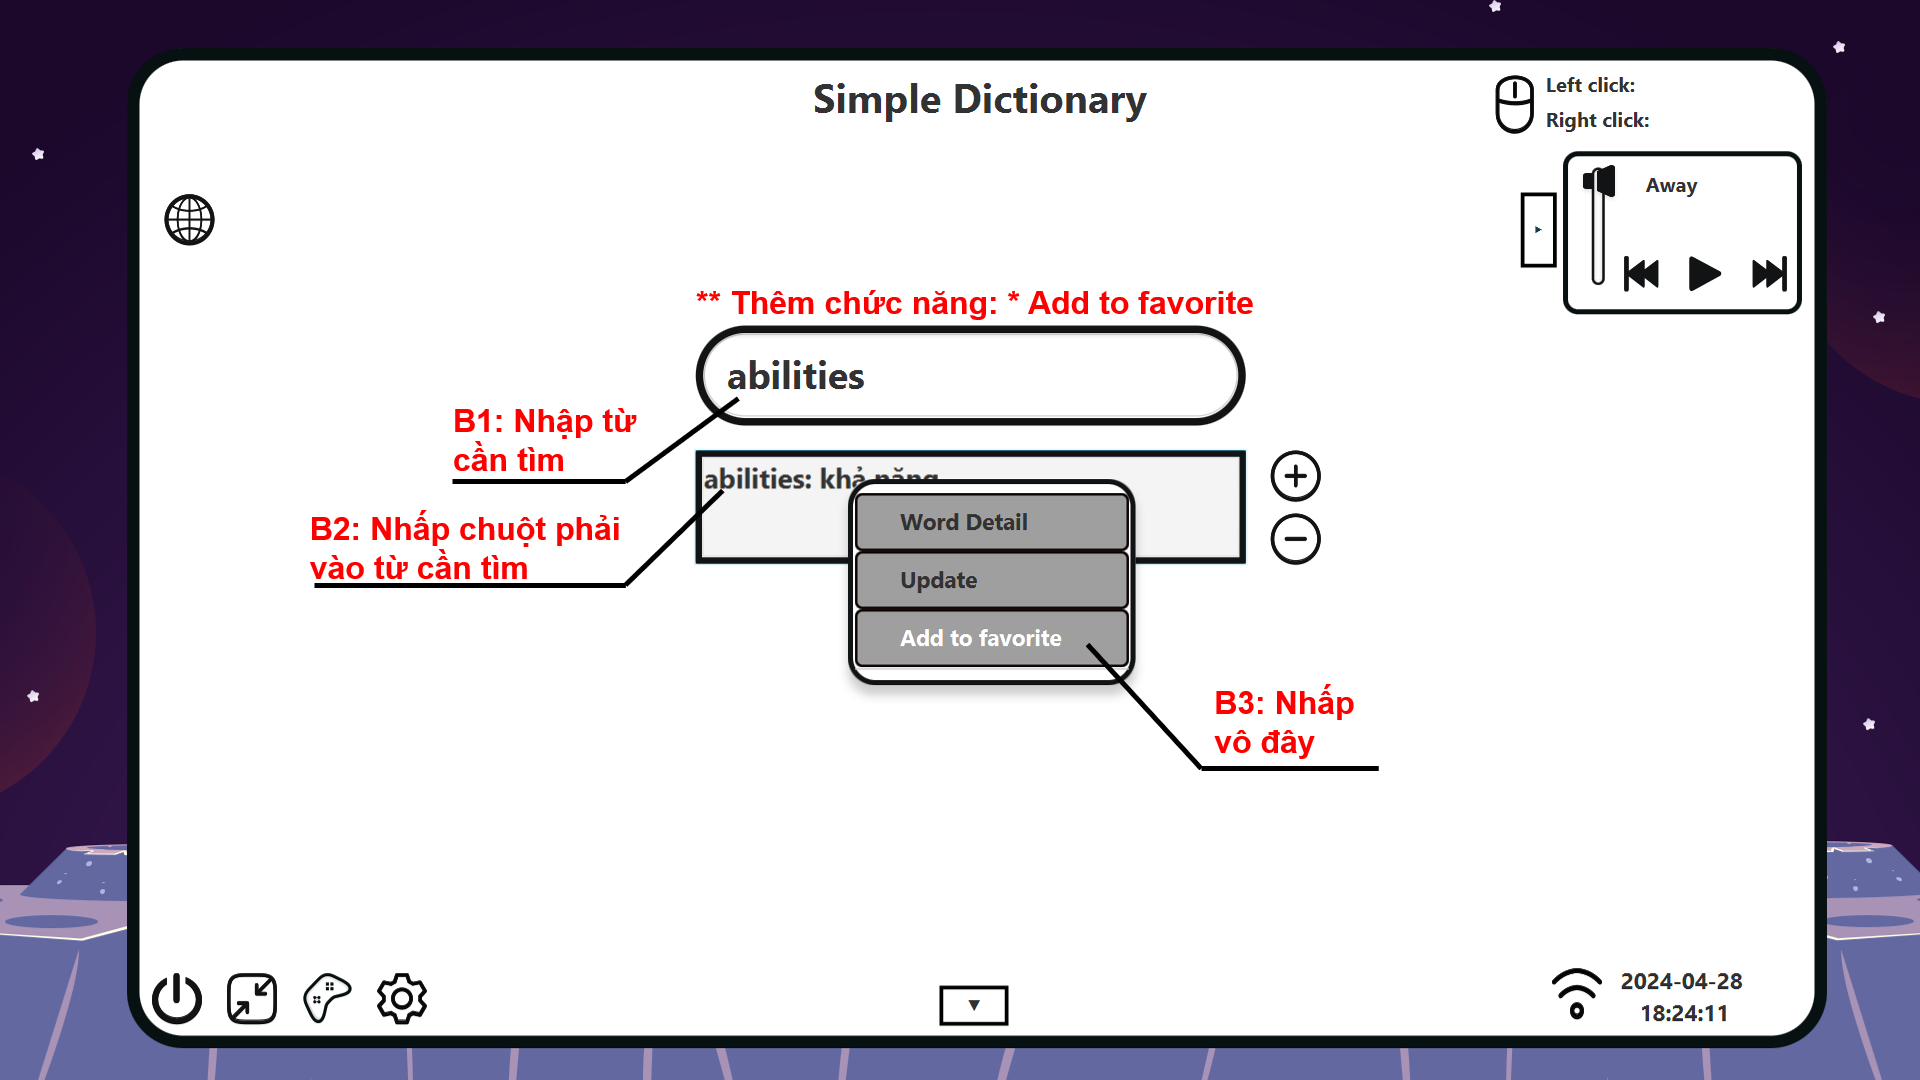 Simple Dictionary
Left click:
Right click:
Away
** Thêm chức năng: * Add to favorite
abilities
B1: Nhập từ
cần tìm
abilities: khả năng
B2: Nhấp chuột phải
vào từ cần tìm
Word Detail
Update
Add to favorite
B3: Nhấp
vô đây
2024-04-28
18:24:11